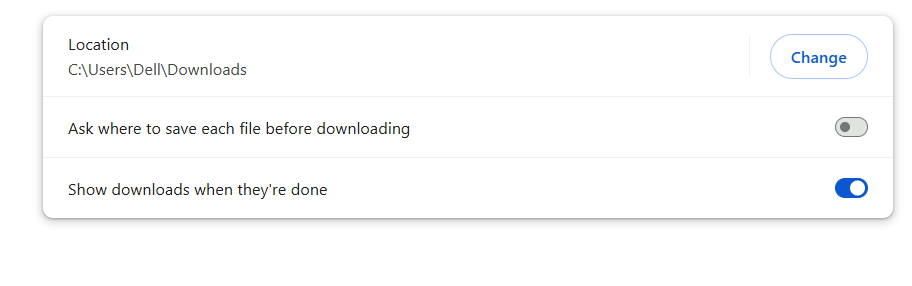 Location
C:\Users\Dell\Downloads
Change
Ask where to save each file before downloading
Show downloads when they're done